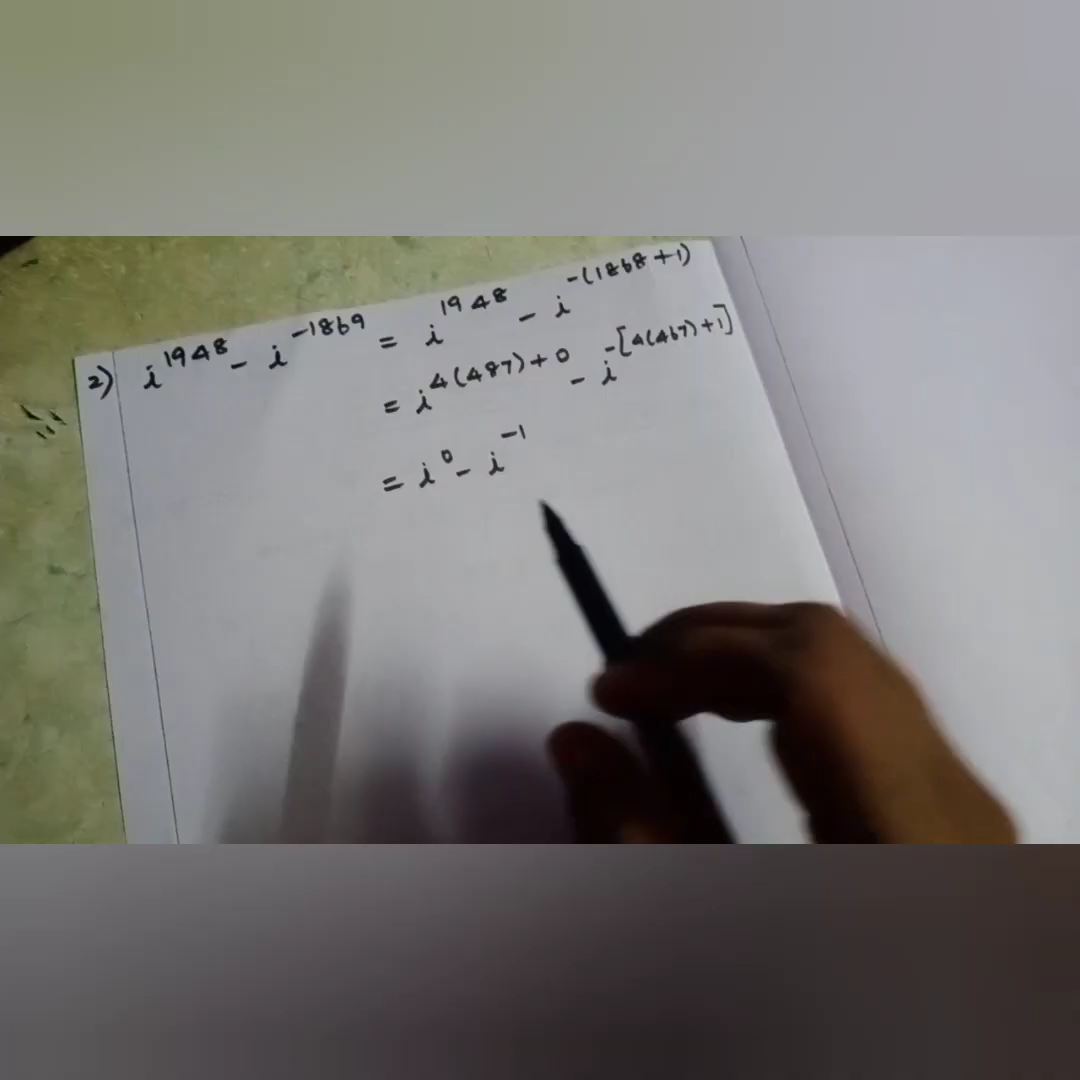 2) i^1948 - i^-1869 = i^1948 - i^-(1868+1)
= i^4(487)+0 - i^-[4(467)+1]
= i^0 - i^-1